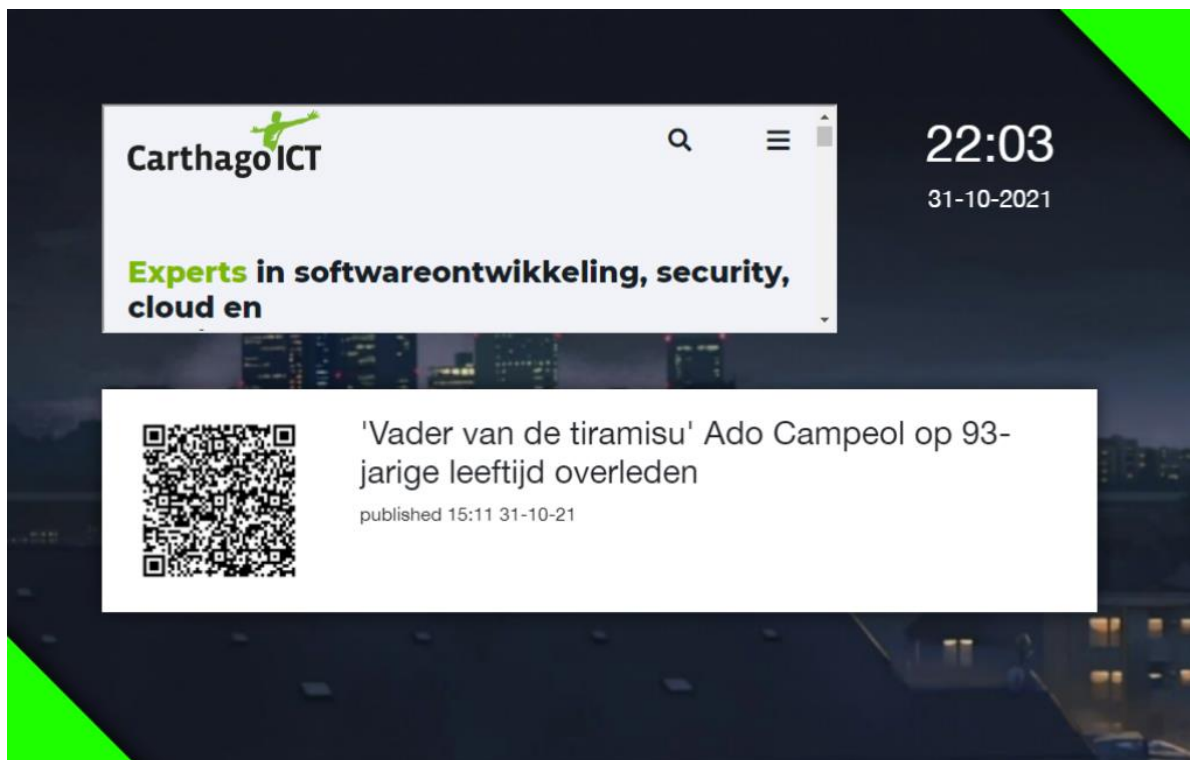 Carthago ICT
22:03
31-10-2021
Experts in softwareontwikkeling, security,
cloud en
'Vader van de tiramisu' Ado Campeol op 93-
jarige leeftijd overleden
published 15:11 31-10-21